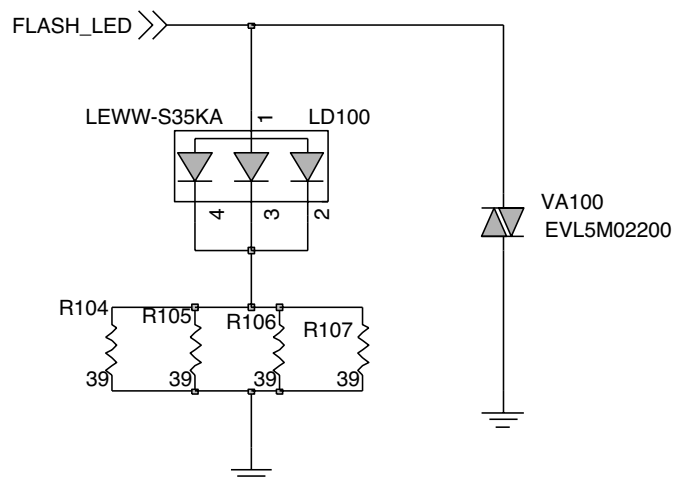 FLASH_LED
LEWW-S35KA
1
LD100
4
3
2
VA100
EVL5M02200
R104
R105
R106
R107
39
39
39
39